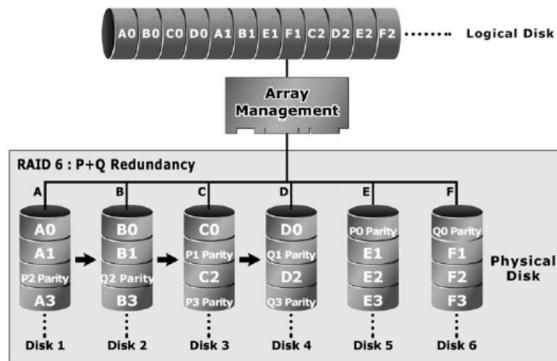 A0 B0 C0 D0 A1 B1 E1 F1 C2 D2 E2 F2 Logical Disk
Array
Management
RAID 6 : P+Q Redundancy
A B C D E F
A0 B0 C0 D0 P0 Parity Q0 Parity
A1 B1 P1 Parity Q1 Parity E1 F1
P2 Parity Q2 Parity C2 D2 E2 F2
A3 B3 P3 Parity Q3 Parity E3 F3
Physical
Disk
Disk 1 Disk 2 Disk 3 Disk 4 Disk 5 Disk 6